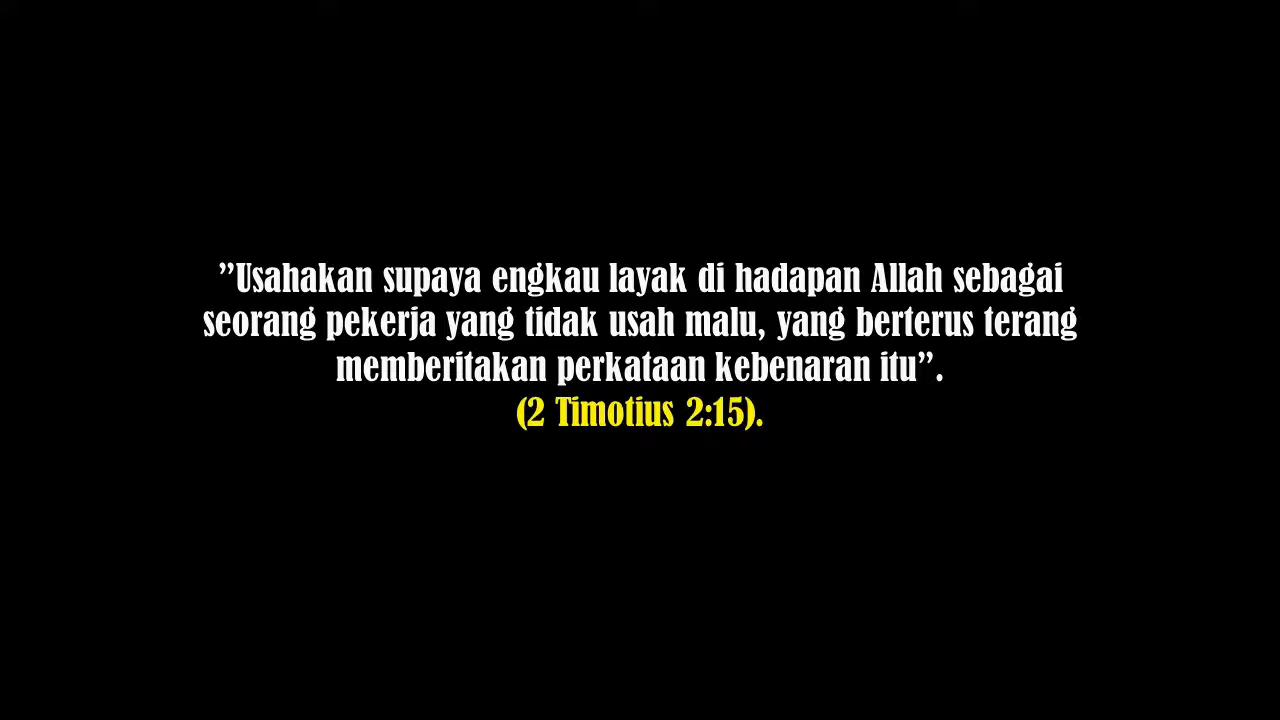 ”Usahakan supaya engkau layak di hadapan Allah sebagai
seorang pekerja yang tidak usah malu, yang berterus terang
memberitakan perkataan kebenaran itu”.
(2 Timotius 2:15).